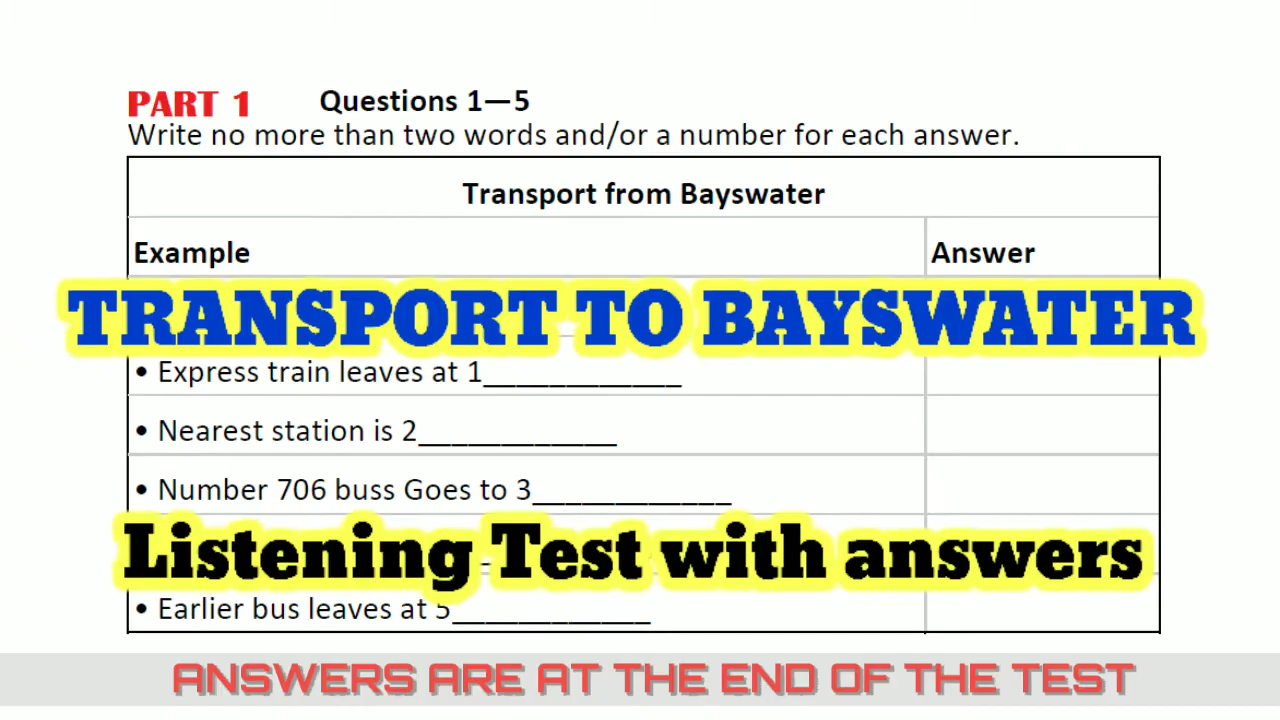 PART 1 Questions 1—5
Write no more than two words and/or a number for each answer.
Transport from Bayswater
Example Answer
TRANSPORT TO BAYSWATER
• Express train leaves at 1____________
• Nearest station is 2____________
• Number 706 buss Goes to 3____________
Listening Test with answers
• Earlier bus leaves at 5____________
ANSWERS ARE AT THE END OF THE TEST